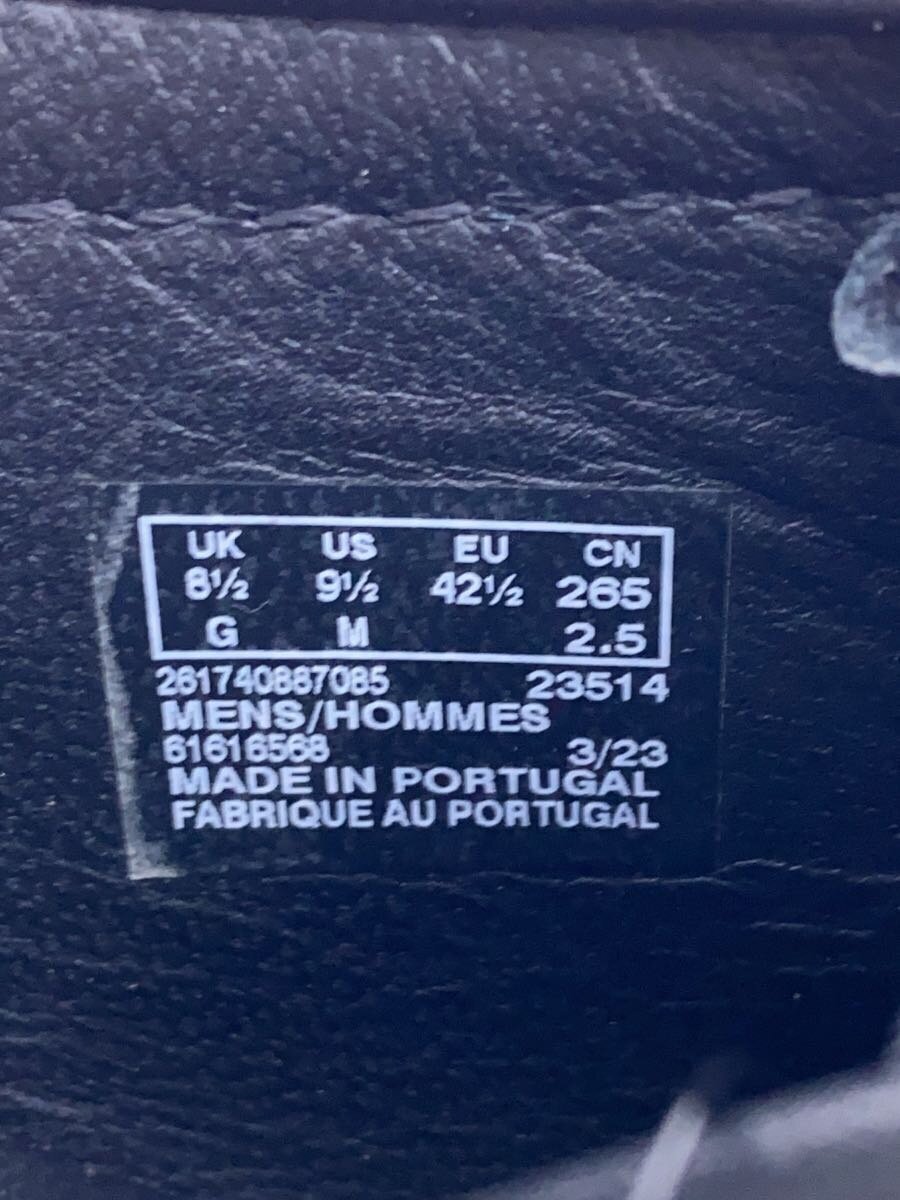 UK US EU CN
8½ 9½ 42½ 265
G M 2.5
261740887085 23514
MENS/HOMMES
61616568 3/23
MADE IN PORTUGAL
FABRIQUE AU PORTUGAL